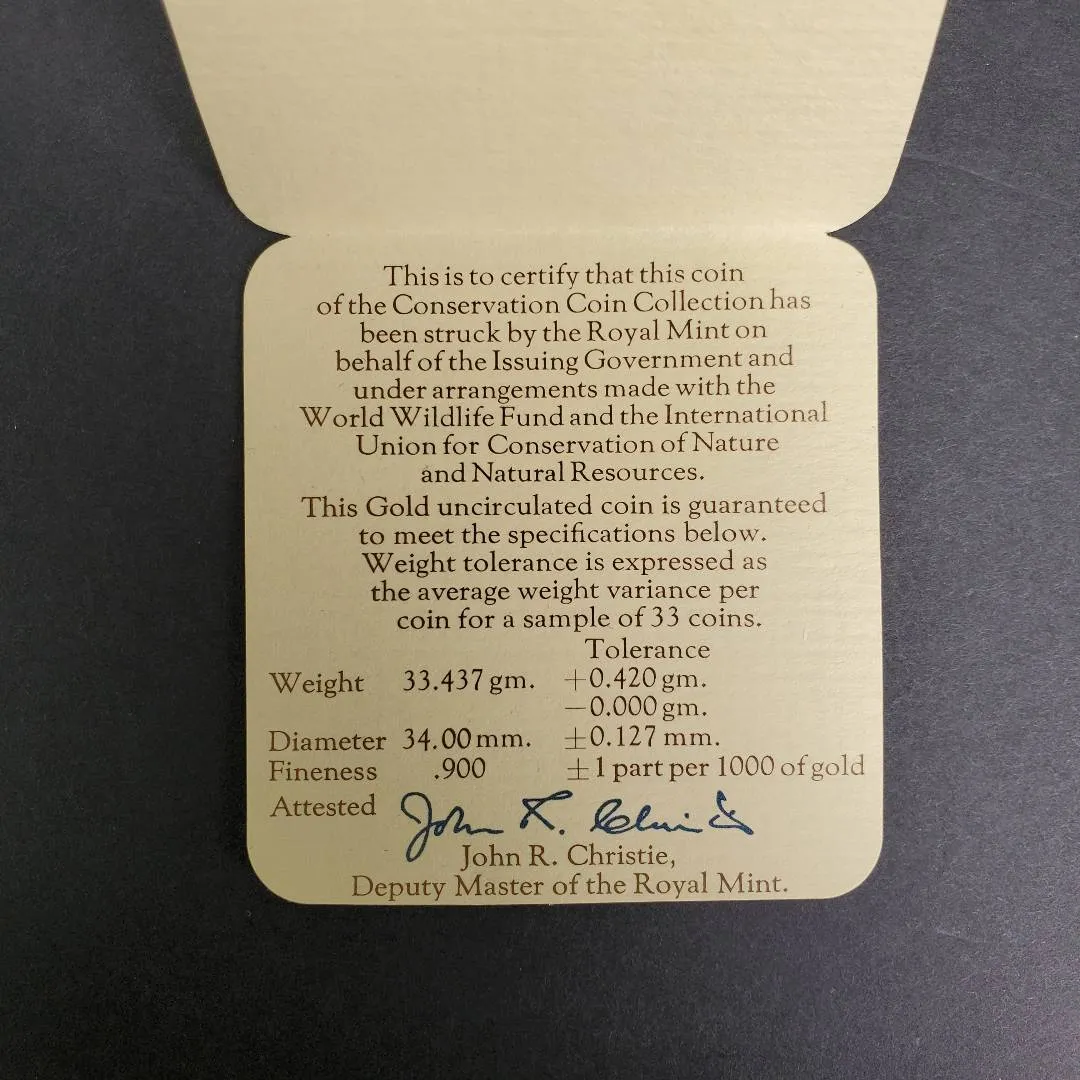 This is to certify that this coin
of the Conservation Coin Collection has
been struck by the Royal Mint on
behalf of the Issuing Government and
under arrangements made with the
World Wildlife Fund and the International
Union for Conservation of Nature
and Natural Resources.
This Gold uncirculated coin is guaranteed
to meet the specifications below.
Weight tolerance is expressed as
the average weight variance per
coin for a sample of 33 coins.
Tolerance
Weight 33.437 gm. +0.420 gm.
−0.000 gm.
Diameter 34.00 mm. ±0.127 mm.
Fineness .900 ±1 part per 1000 of gold
Attested John R. Christie
John R. Christie,
Deputy Master of the Royal Mint.